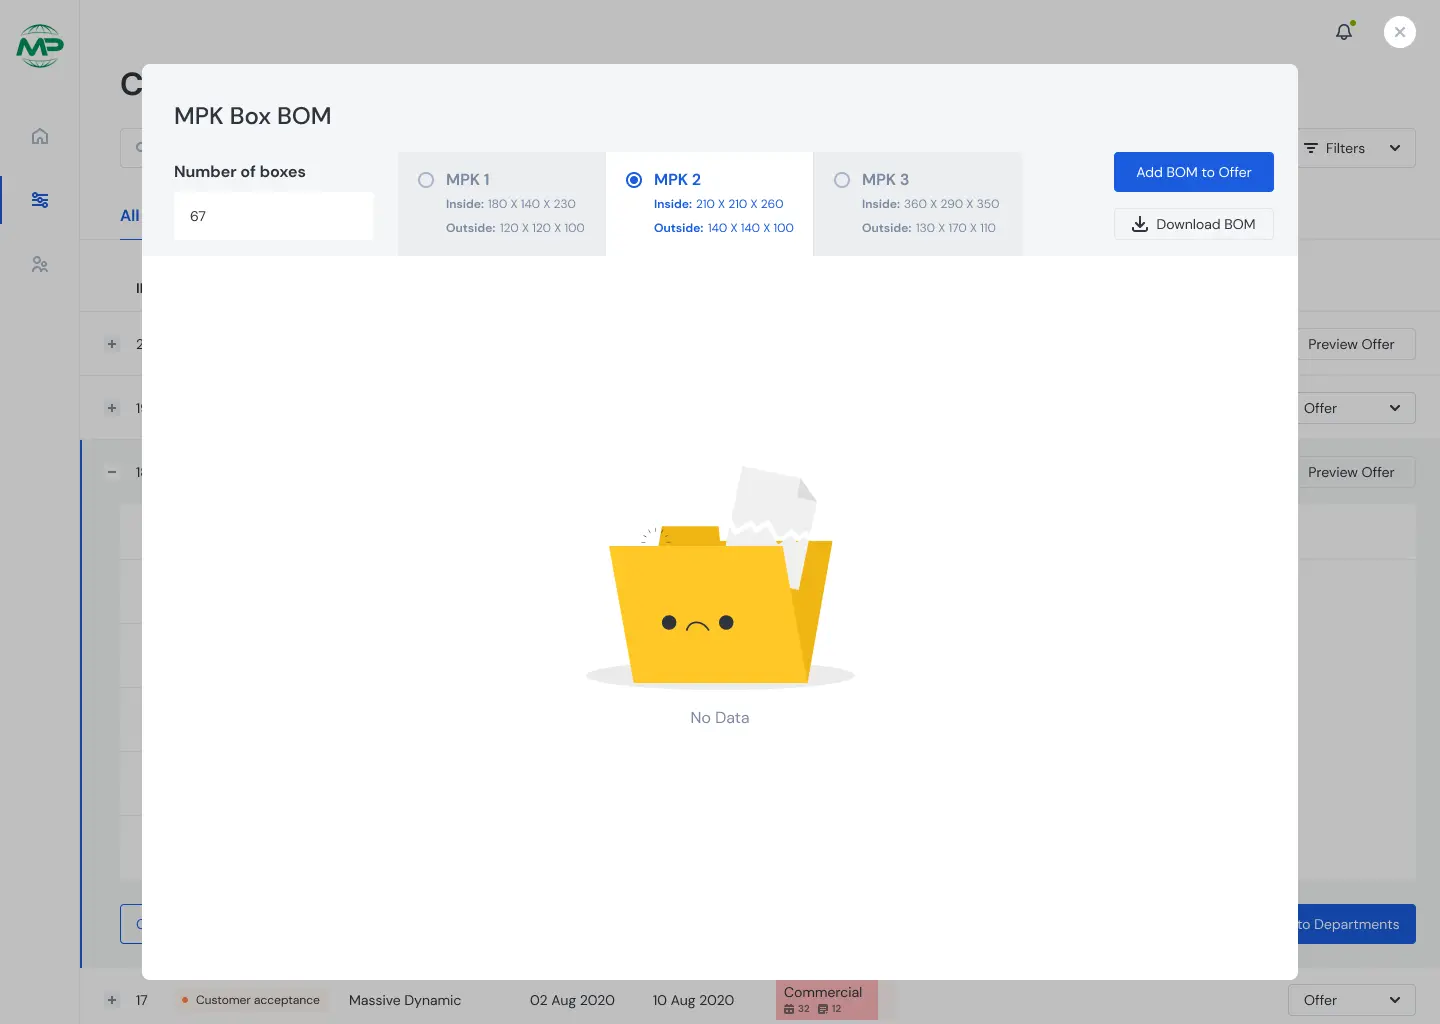 MP
MPK Box BOM
Number of boxes
67
MPK 1
Inside: 180 X 140 X 230
Outside: 120 X 120 X 100
MPK 2
Inside: 210 X 210 X 260
Outside: 140 X 140 X 100
MPK 3
Inside: 360 X 290 X 350
Outside: 130 X 170 X 110
Add BOM to Offer
Download BOM
Filters
All
Preview Offer
Offer
Preview Offer
No Data
to Departments
17
Customer acceptance
Massive Dynamic
02 Aug 2020
10 Aug 2020
Commercial
32
12
Offer